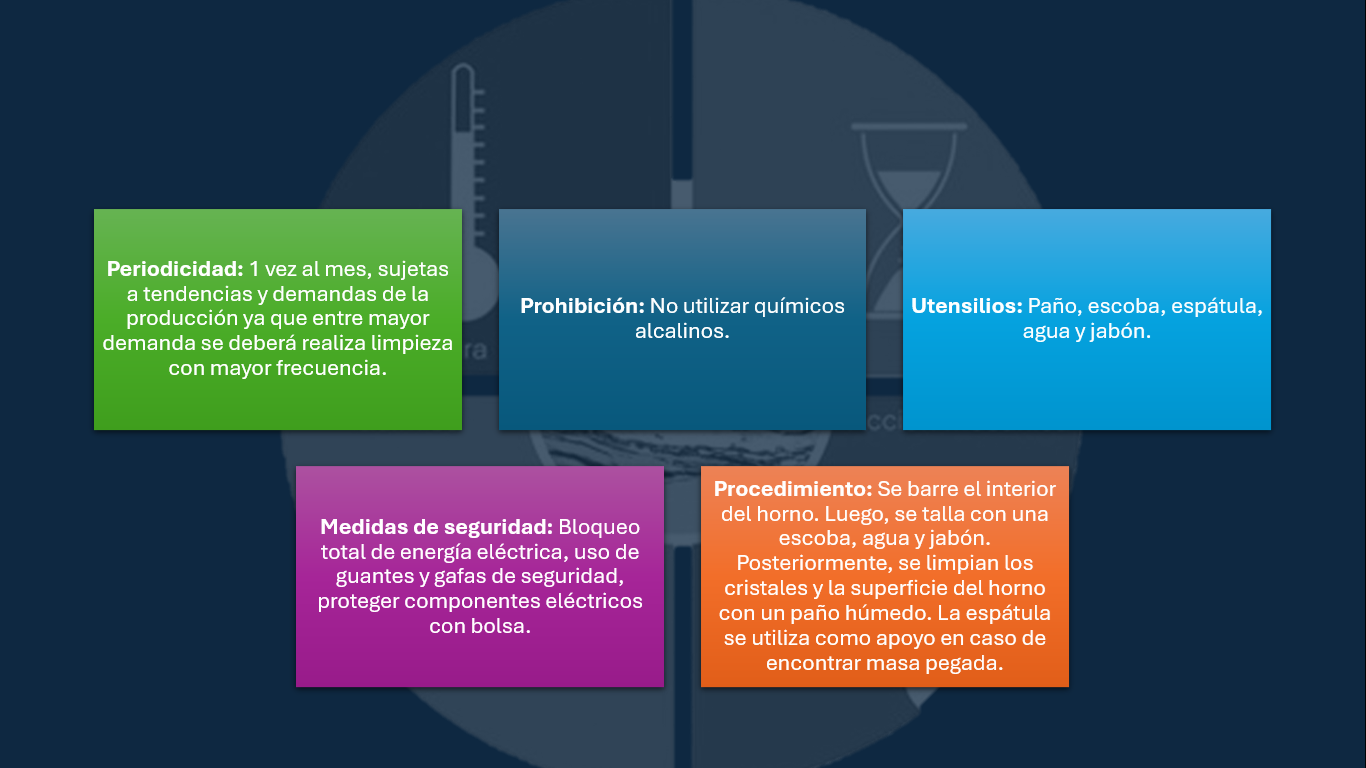 Periodicidad: 1 vez al mes, sujetas
a tendencias y demandas de la
producción ya que entre mayor
demanda se deberá realiza limpieza
con mayor frecuencia.
Prohibición: No utilizar químicos
alcalinos.
Utensilios: Paño, escoba, espátula,
agua y jabón.
Medidas de seguridad: Bloqueo
total de energía eléctrica, uso de
guantes y gafas de seguridad,
proteger componentes eléctricos
con bolsa.
Procedimiento: Se barre el interior
del horno. Luego, se talla con una
escoba, agua y jabón.
Posteriormente, se limpian los
cristales y la superficie del horno
con un paño húmedo. La espátula
se utiliza como apoyo en caso de
encontrar masa pegada.